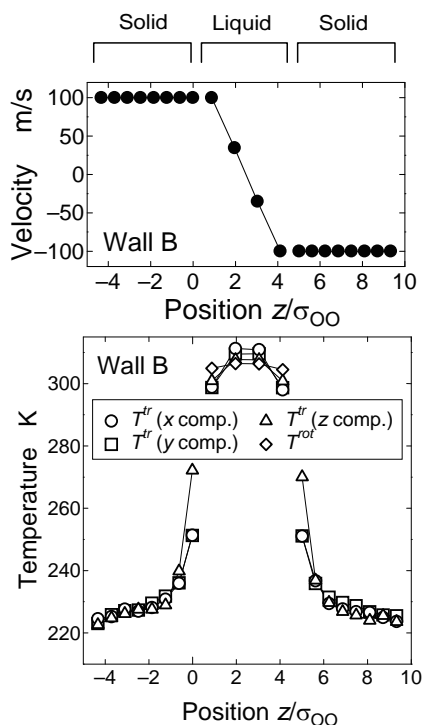 Solid Liquid Solid
Velocity m/s
100
50
0
−50
−100
Wall B
−4 −2 0 2 4 6 8 10
Position z/σOO
Temperature K
Wall B
300
280
260
240
220
T^tr (x comp.) T^tr (z comp.)
T^tr (y comp.) T^rot
−4 −2 0 2 4 6 8 10
Position z/σOO